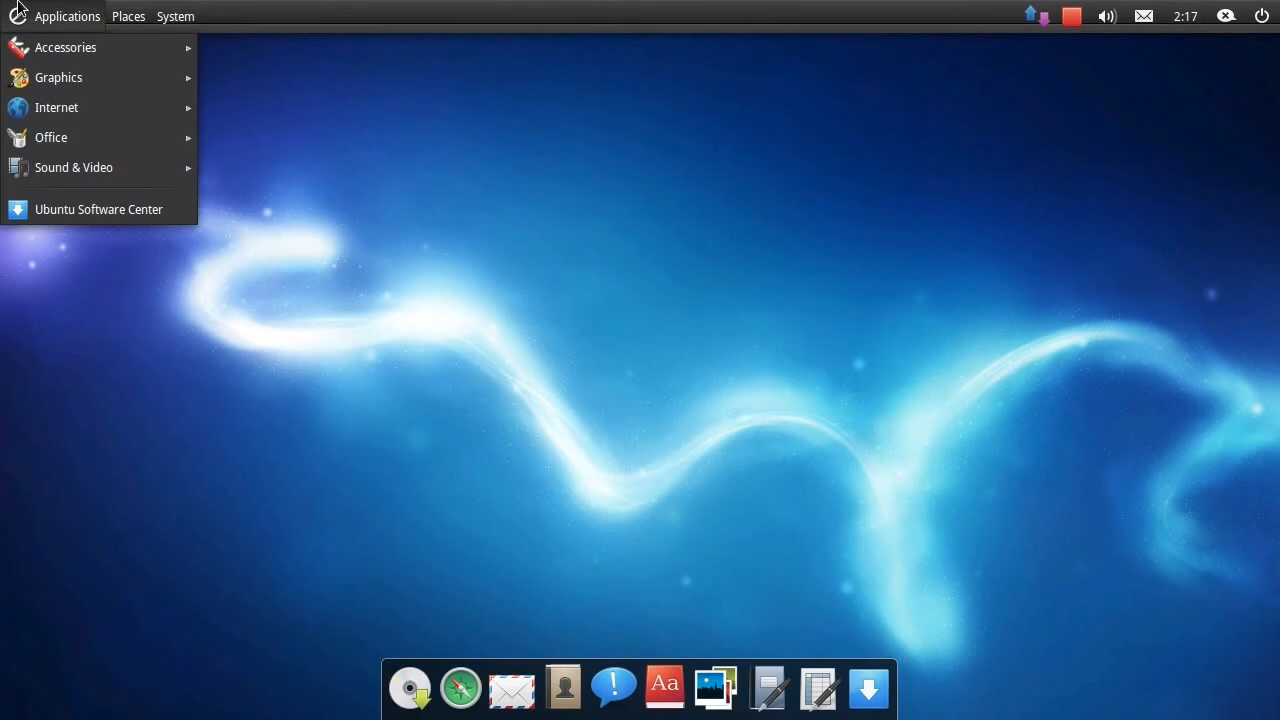 Applications Places System 2:17
Accessories
Graphics
Internet
Office
Sound & Video
Ubuntu Software Center
Aa